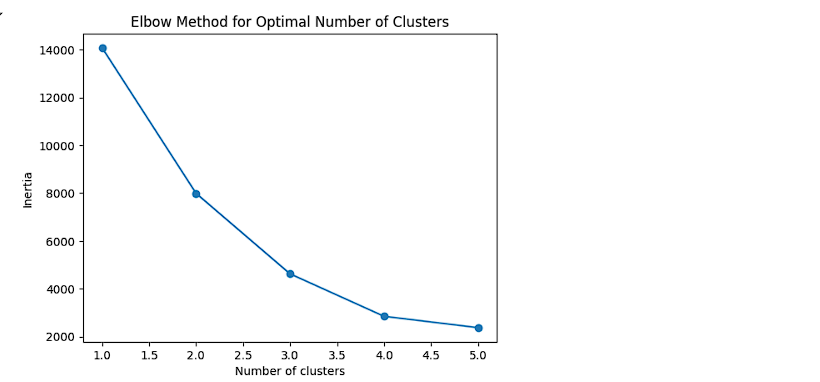 Elbow Method for Optimal Number of Clusters
14000
12000
10000
8000
6000
4000
2000
Inertia
1.0 1.5 2.0 2.5 3.0 3.5 4.0 4.5 5.0
Number of clusters